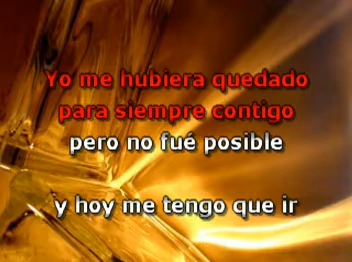 Yo me hubiera quedado
para siempre contigo
pero no fué posible
y hoy me tengo que ir